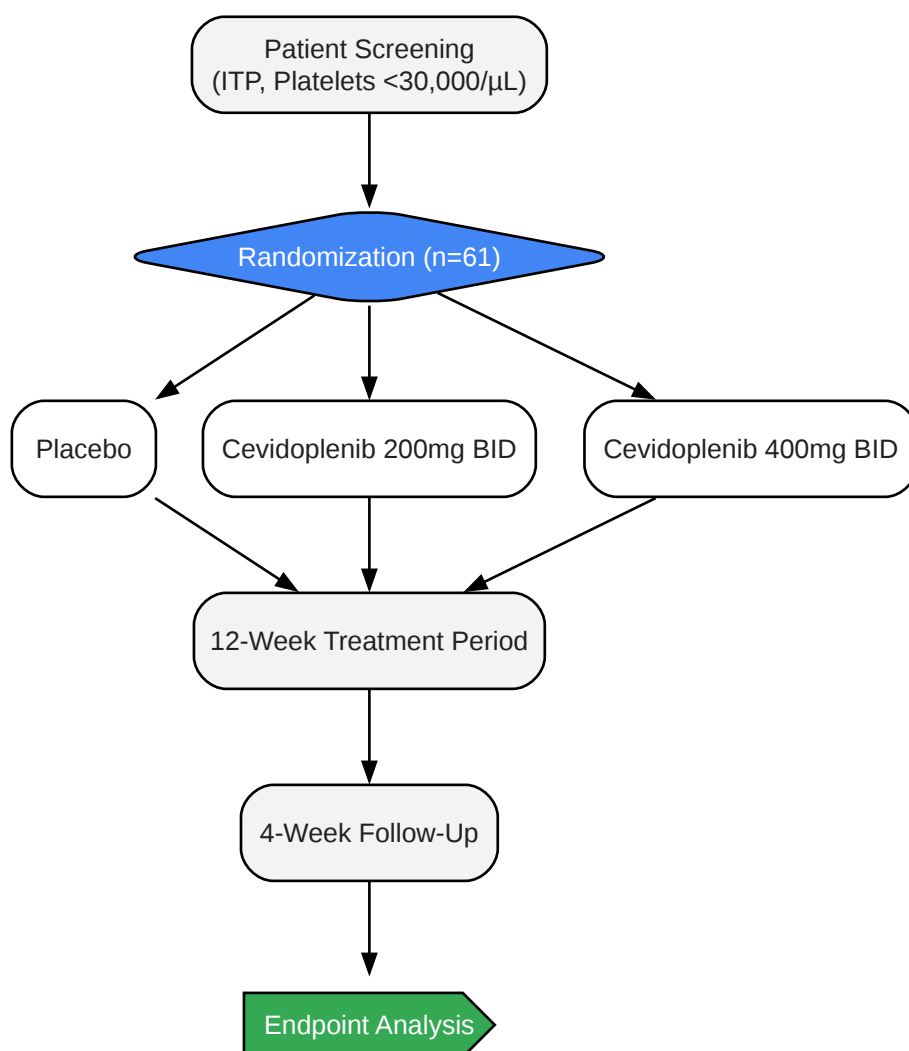 Patient Screening
(ITP, Platelets <30,000/µL)
Randomization (n=61)
Placebo
Cevidoplenib 200mg BID
Cevidoplenib 400mg BID
12-Week Treatment Period
4-Week Follow-Up
Endpoint Analysis